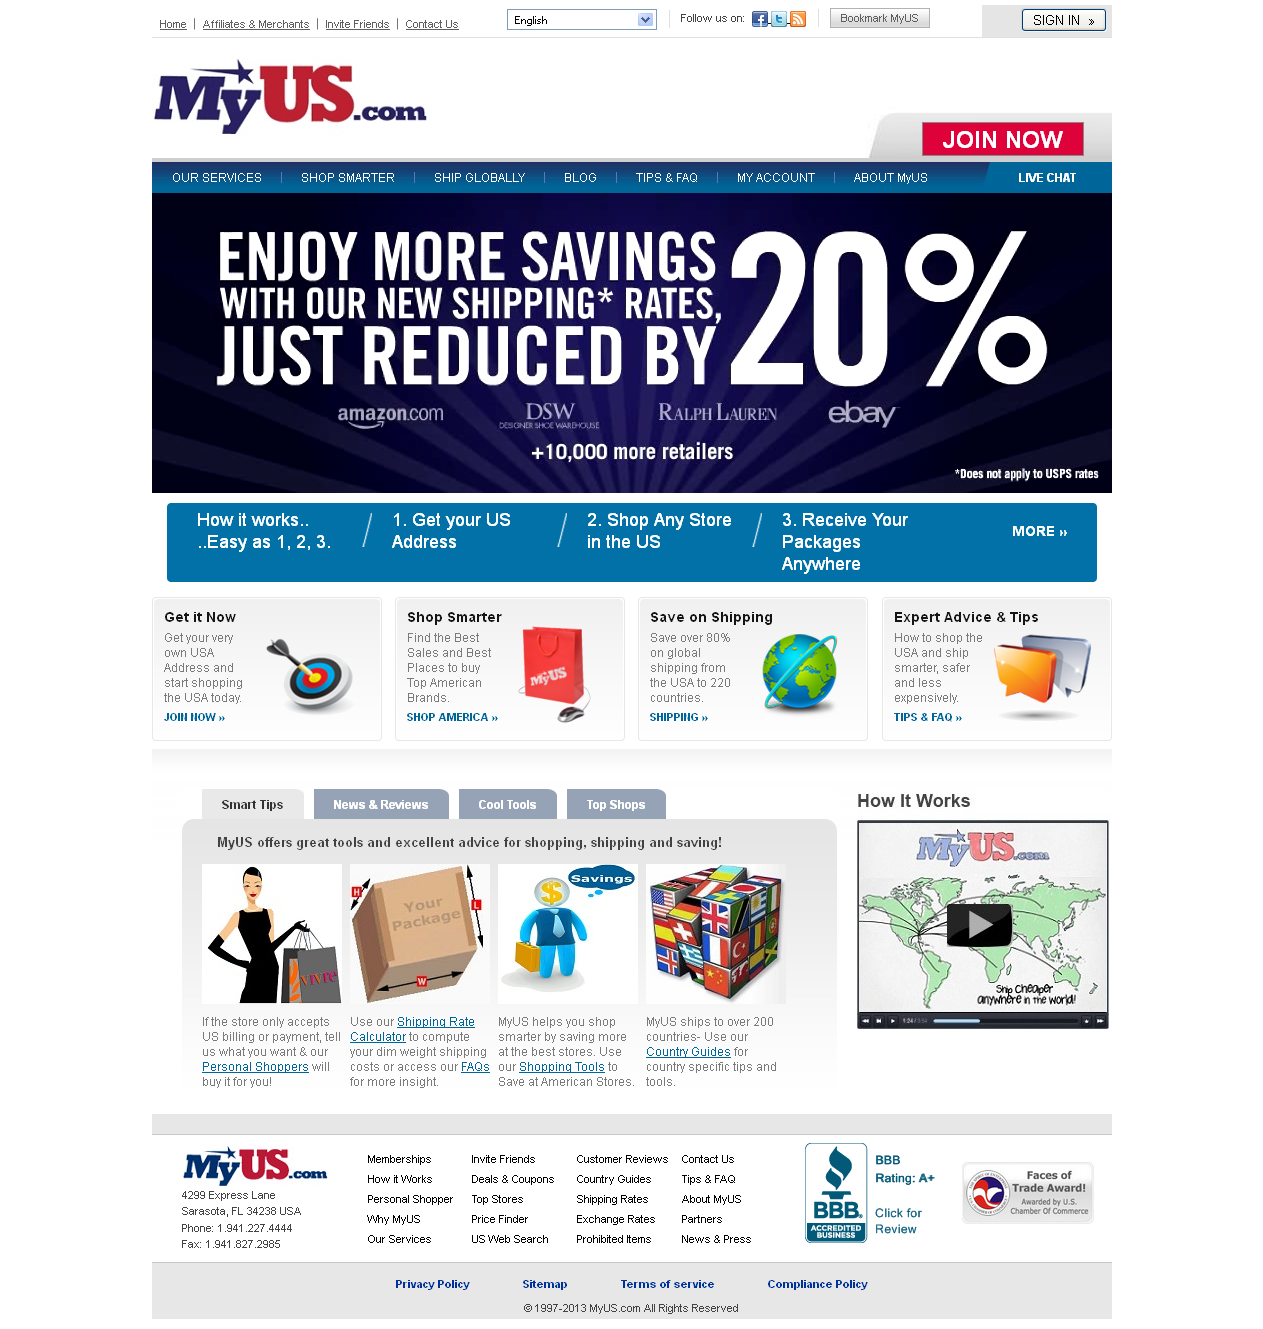 Home | Affiliates & Merchants | Invite Friends | Contact Us
English
Follow us on:
Bookmark MyUS
SIGN IN »
MyUS.com
JOIN NOW
OUR SERVICES | SHOP SMARTER | SHIP GLOBALLY | BLOG | TIPS & FAQ | MY ACCOUNT | ABOUT MyUS
LIVE CHAT
ENJOY MORE SAVINGS
WITH OUR NEW SHIPPING* RATES,
JUST REDUCED BY
20%
amazon.com
DSW
DESIGNER SHOE WAREHOUSE
RALPH LAUREN
ebay
+10,000 more retailers
*Does not apply to USPS rates
How it works..
..Easy as 1, 2, 3.
1. Get your US
Address
2. Shop Any Store
in the US
3. Receive Your
Packages
Anywhere
MORE »
Get it Now
Get your very
own USA
Address and
start shopping
the USA today.
JOIN NOW »
Shop Smarter
Find the Best
Sales and Best
Places to buy
Top American
Brands.
SHOP AMERICA »
MyUS
Save on Shipping
Save over 80%
on global
shipping from
the USA to 220
countries.
SHIPPING »
Expert Advice & Tips
How to shop the
USA and ship
smarter, safer
and less
expensively.
TIPS & FAQ »
Smart Tips
News & Reviews
Cool Tools
Top Shops
MyUS offers great tools and excellent advice for shopping, shipping and saving!
VIVRE
If the store only accepts
US billing or payment, tell
us what you want & our
Personal Shoppers will
buy it for you!
H
L
W
Your
Package
Use our Shipping Rate
Calculator to compute
your dim weight shipping
costs or access our FAQs
for more insight.
Savings
$
MyUS helps you shop
smarter by saving more
at the best stores. Use
our Shopping Tools to
Save at American Stores.
MyUS ships to over 200
countries- Use our
Country Guides for
country specific tips and
tools.
How It Works
MyUS.com
Ship Cheaper
anywhere in the world!
MyUS.com
4299 Express Lane
Sarasota, FL 34238 USA
Phone: 1.941.227.4444
Fax: 1.941.827.2985
Memberships
How it Works
Personal Shopper
Why MyUS
Our Services
Invite Friends
Deals & Coupons
Top Stores
Price Finder
US Web Search
Customer Reviews
Country Guides
Shipping Rates
Exchange Rates
Prohibited Items
Contact Us
Tips & FAQ
About MyUS
Partners
News & Press
BBB
ACCREDITED
BUSINESS
BBB
Rating: A+
Click for
Review
Faces of
Trade Award!
Awarded by U.S.
Chamber Of Commerce
Privacy Policy
Sitemap
Terms of service
Compliance Policy
© 1997-2013 MyUS.com All Rights Reserved